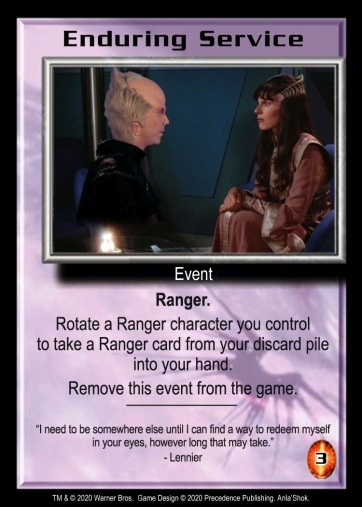 Enduring Service
Event
Ranger.
Rotate a Ranger character you control
to take a Ranger card from your discard pile
into your hand.
Remove this event from the game.
“I need to be somewhere else until I can find a way to redeem myself
in your eyes, however long that may take.”
- Lennier
3
TM & © 2020 Warner Bros.  Game Design © 2020 Precedence Publishing. Anla’Shok.